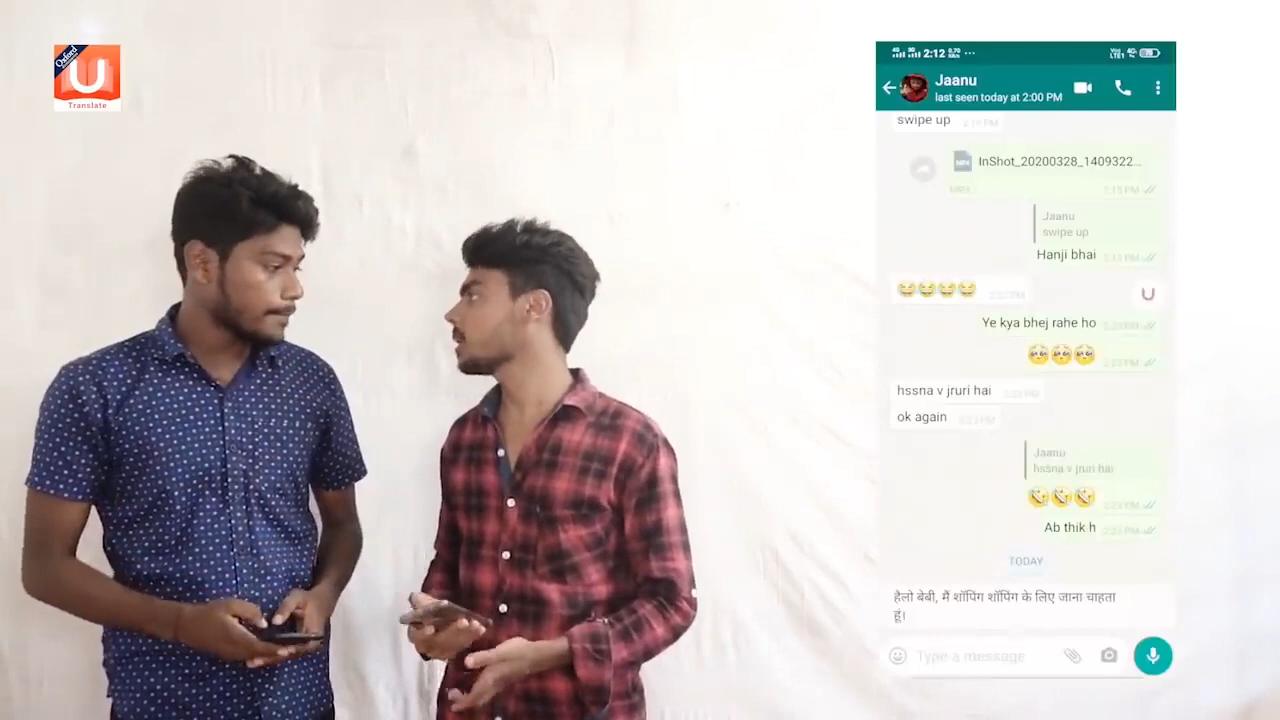 Oxford
U
Translate
2:12
Jaanu
last seen today at 2:00 PM
swipe up
InShot_20200328_1409322...
MP4
Jaanu
swipe up
Hanji bhai
Ye kya bhej rahe ho
hssna v jruri hai
ok again
Jaanu
hssna v jruri hai
Ab thik h
TODAY
हैलो बेबी, मैं शॉपिंग शॉपिंग के लिए जाना चाहता
हूं।
Type a message